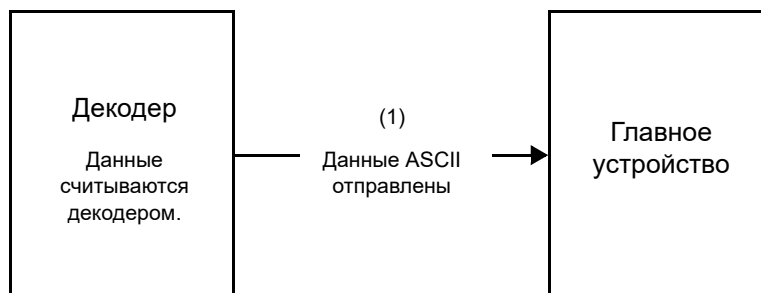 Декодер
Данные
считываются
декодером.
(1)
Данные ASCII
отправлены
Главное
устройство